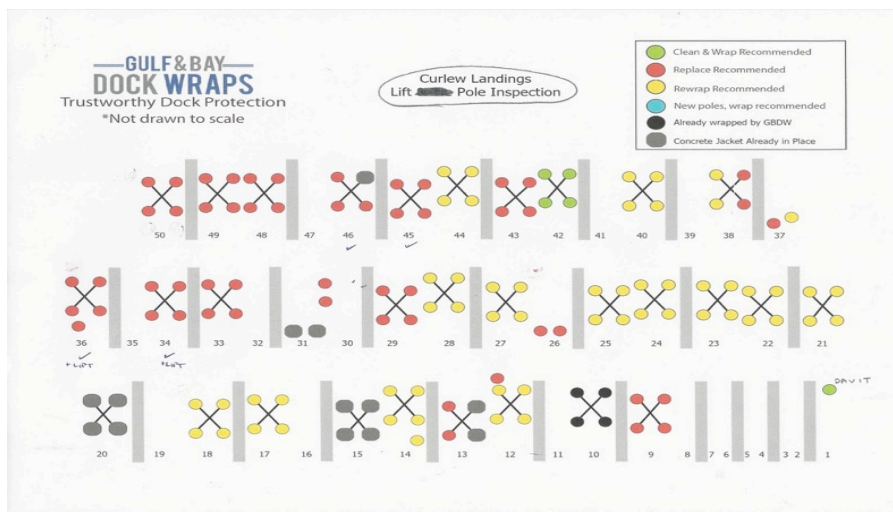 GULF&BAY
DOCK WRAPS
Trustworthy Dock Protection
*Not drawn to scale
Curlew Landings
Lift Pole Inspection
Clean & Wrap Recommended
Replace Recommended
Rewrap Recommended
New poles, wrap recommended
Already wrapped by GBDW
Concrete Jacket Already in Place
50 49 48 47 46 45 44 43 42 41 40 39 38 37
36 35 34 33 32 31 30 29 28 27 26 25 24 23 22 21
+LIFT +LIFT
DAVIT
20 19 18 17 16 15 14 13 12 11 10 9 8 7 6 5 4 3 2 1